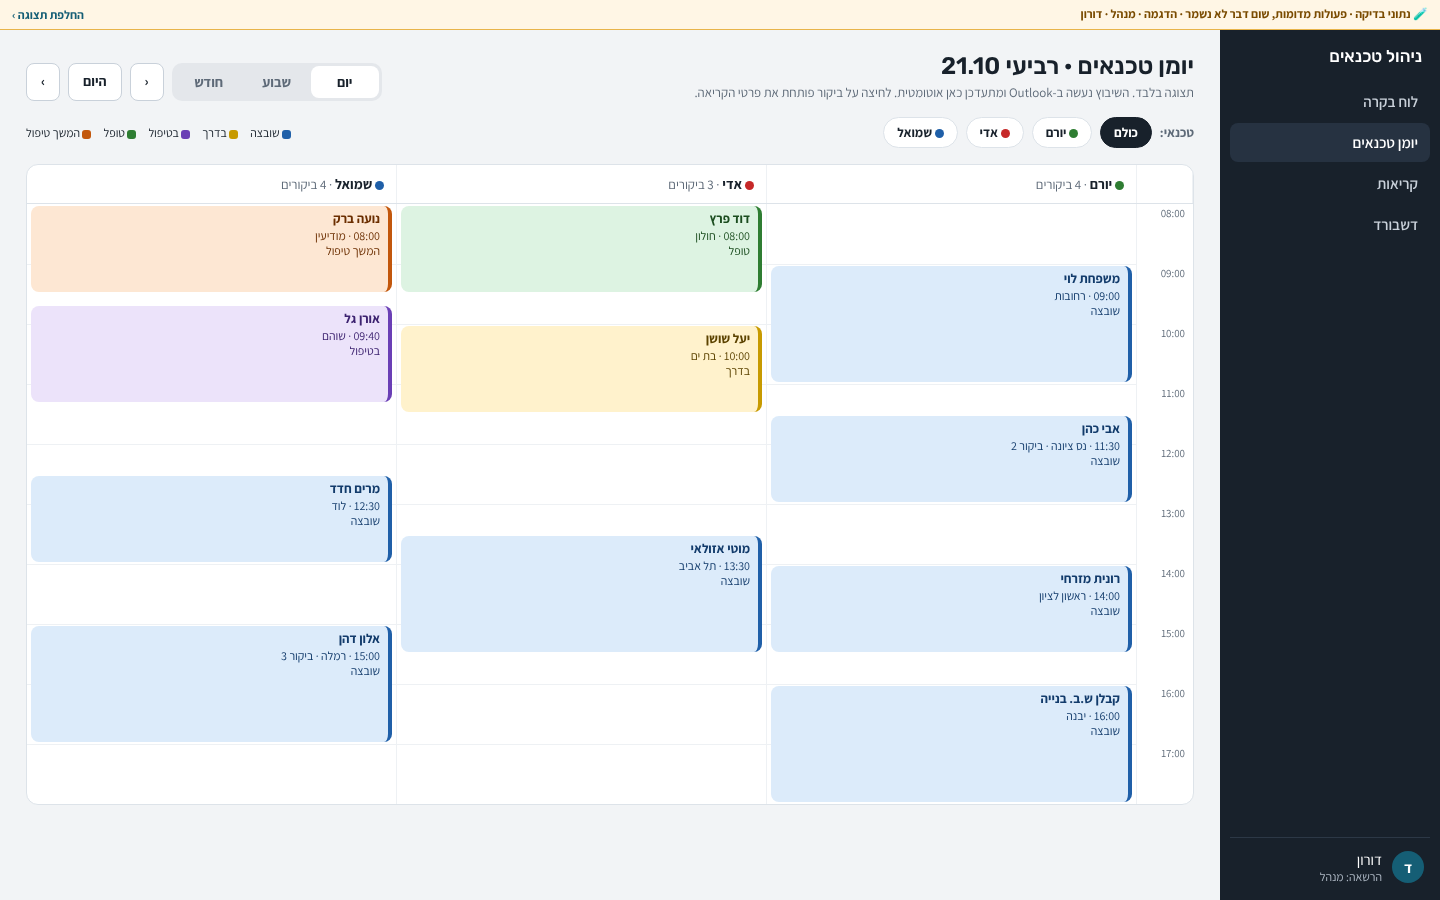 🧪 נתוני בדיקה · פעולות מדומות, שום דבר לא נשמר · הדגמה · מנהל · דורון
החלפת תצוגה ›
ניהול טכנאים
לוח בקרה
יומן טכנאים
קריאות
דשבורד
דורון
הרשאה: מנהל
ד
יומן טכנאים • רביעי 21.10
תצוגה בלבד. השיבוץ נעשה ב-Outlook ומתעדכן כאן אוטומטית. לחיצה על ביקור פותחת את פרטי הקריאה.
יום
שבוע
חודש
‹
היום
›
טכנאי:
כולם
יורם
אדי
שמואל
שובצה
בדרך
בטיפול
טופל
המשך טיפול
יורם · 4 ביקורים
אדי · 3 ביקורים
שמואל · 4 ביקורים
08:00
09:00
10:00
11:00
12:00
13:00
14:00
15:00
16:00
17:00
משפחת לוי
09:00 · רחובות
שובצה
אבי כהן
11:30 · נס ציונה · ביקור 2
שובצה
רונית מזרחי
14:00 · ראשון לציון
שובצה
קבלן ש.ב. בנייה
16:00 · יבנה
שובצה
דוד פרץ
08:00 · חולון
טופל
יעל שושן
10:00 · בת ים
בדרך
מוטי אזולאי
13:30 · תל אביב
שובצה
נועה ברק
08:00 · מודיעין
המשך טיפול
אורן גל
09:40 · שוהם
בטיפול
מרים חדד
12:30 · לוד
שובצה
אלון דהן
15:00 · רמלה · ביקור 3
שובצה